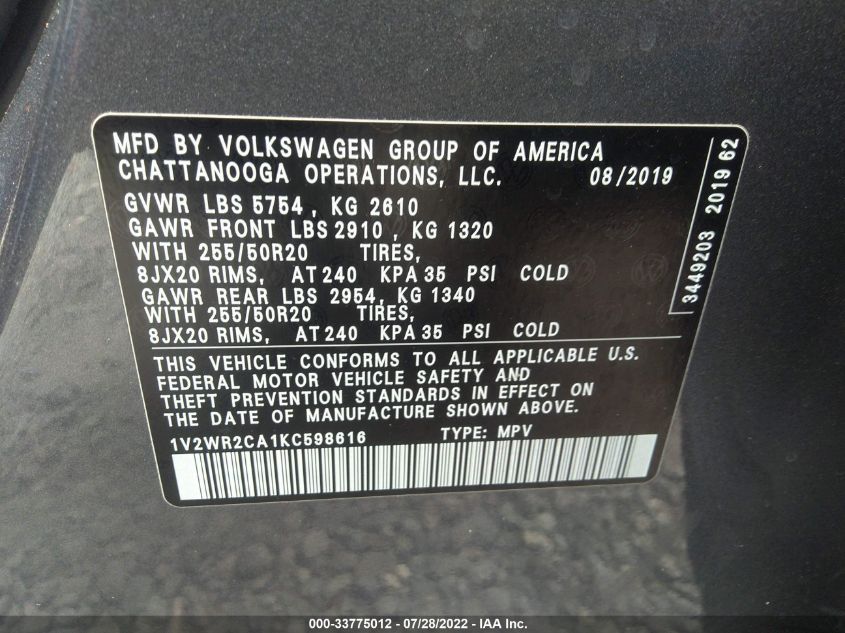 MFD BY VOLKSWAGEN GROUP OF AMERICA
CHATTANOOGA OPERATIONS, LLC. 08/2019
GVWR LBS 5754 , KG 2610
GAWR FRONT LBS 2910 , KG 1320
WITH 255/50R20 TIRES,
8JX20 RIMS, AT 240 KPA 35 PSI COLD
GAWR REAR LBS 2954, KG 1340
WITH 255/50R20 TIRES,
8JX20 RIMS, AT 240 KPA 35 PSI COLD
THIS VEHICLE CONFORMS TO ALL APPLICABLE U.S.
FEDERAL MOTOR VEHICLE SAFETY AND
THEFT PREVENTION STANDARDS IN EFFECT ON
THE DATE OF MANUFACTURE SHOWN ABOVE.
1V2WR2CA1KC598616 TYPE: MPV
3449203 2019 62
000-33775012 - 07/28/2022 - IAA Inc.